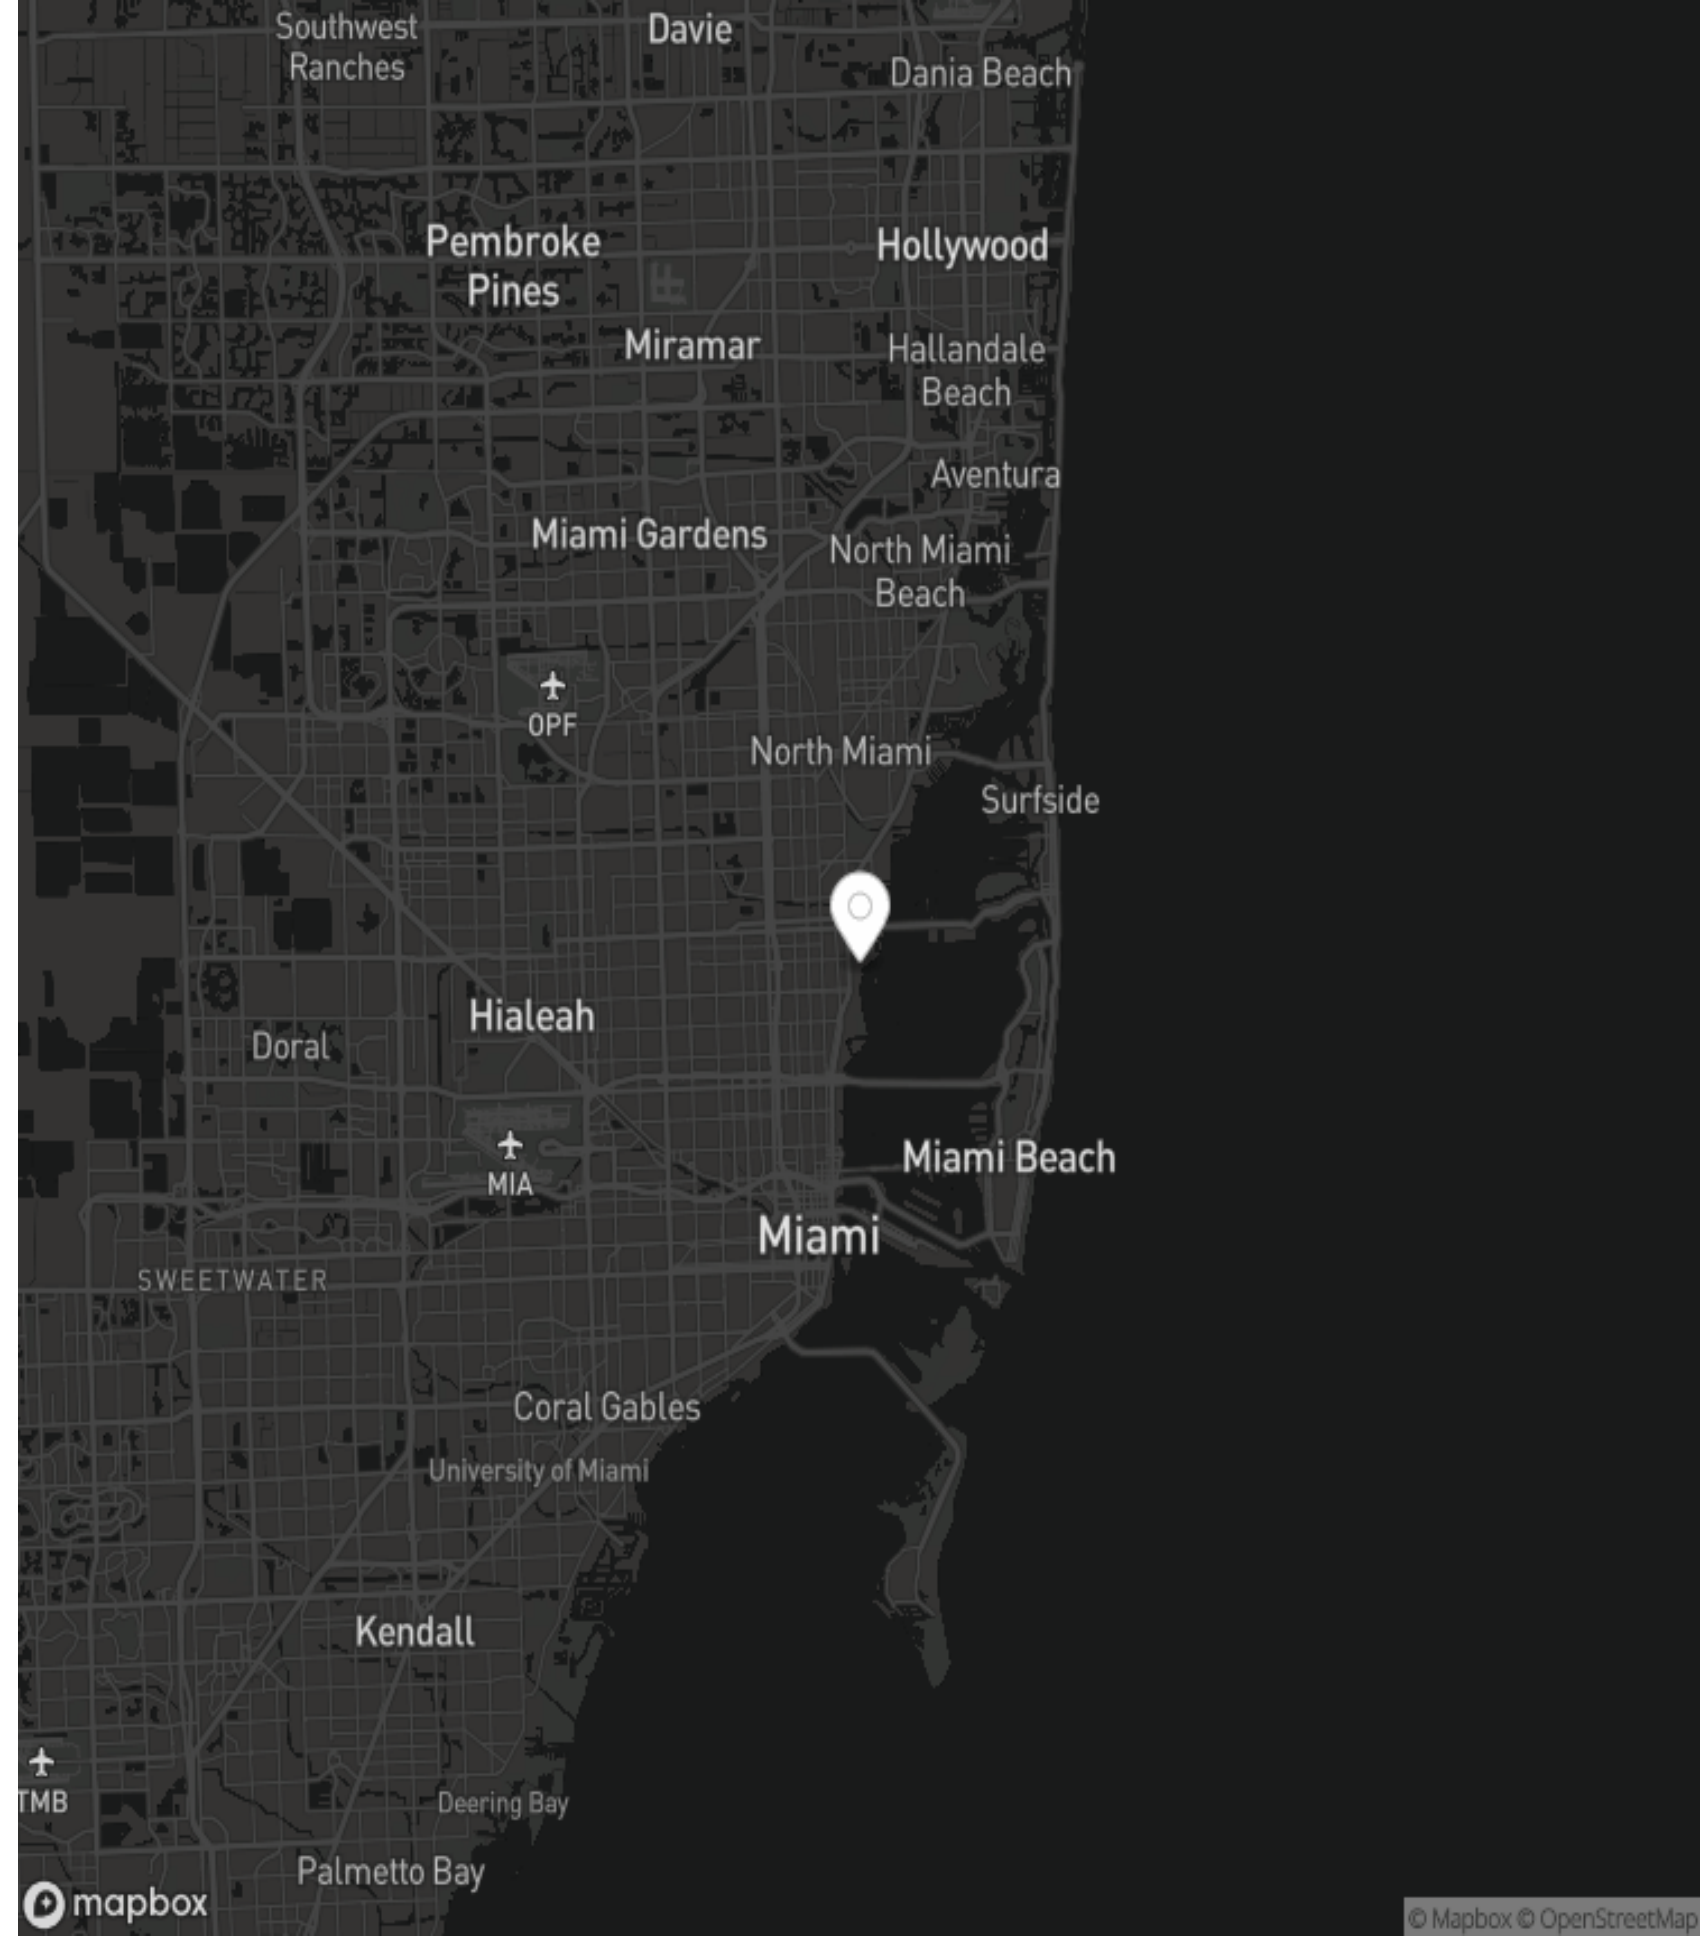 Southwest
Ranches
Davie
Dania Beach
Pembroke
Pines
Hollywood
Miramar
Hallandale
Beach
Aventura
Miami Gardens
North Miami
Beach
OPF
North Miami
Surfside
Hialeah
Doral
MIA
Miami Beach
Miami
SWEETWATER
Coral Gables
University of Miami
Kendall
TMB
Deering Bay
Palmetto Bay
mapbox
© Mapbox © OpenStreetMap